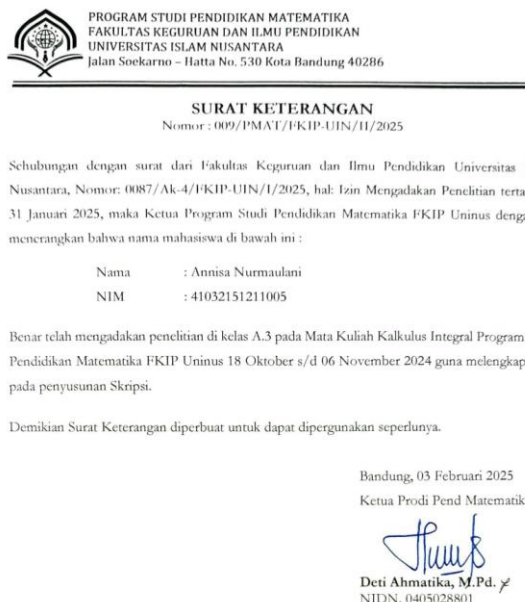 PROGRAM STUDI PENDIDIKAN MATEMATIKA
FAKULTAS KEGURUAN DAN ILMU PENDIDIKAN
UNIVERSITAS ISLAM NUSANTARA
Jalan Soekarno – Hatta No. 530 Kota Bandung 40286
SURAT KETERANGAN
Nomor : 009/PMAT/FKIP-UIN/II/2025
Sehubungan dengan surat dari Fakultas Keguruan dan Ilmu Pendidikan Universitas
Nusantara, Nomor: 0087/Ak-4/FKIP-UIN/I/2025, hal: Izin Mengadakan Penelitian terta
31 Januari 2025, maka Ketua Program Studi Pendidikan Matematika FKIP Uninus denga
menerangkan bahwa nama mahasiswa di bawah ini :
Nama : Annisa Nurmaulani
NIM : 41032151211005
Benar telah mengadakan penelitian di kelas A.3 pada Mata Kuliah Kalkulus Integral Program
Pendidikan Matematika FKIP Uninus 18 Oktober s/d 06 November 2024 guna melengkap
pada penyusunan Skripsi.
Demikian Surat Keterangan diperbuat untuk dapat dipergunakan seperlunya.
Bandung, 03 Februari 2025
Ketua Prodi Pend Matematik
Deti Ahmatika, M.Pd.
NIDN. 0405028801